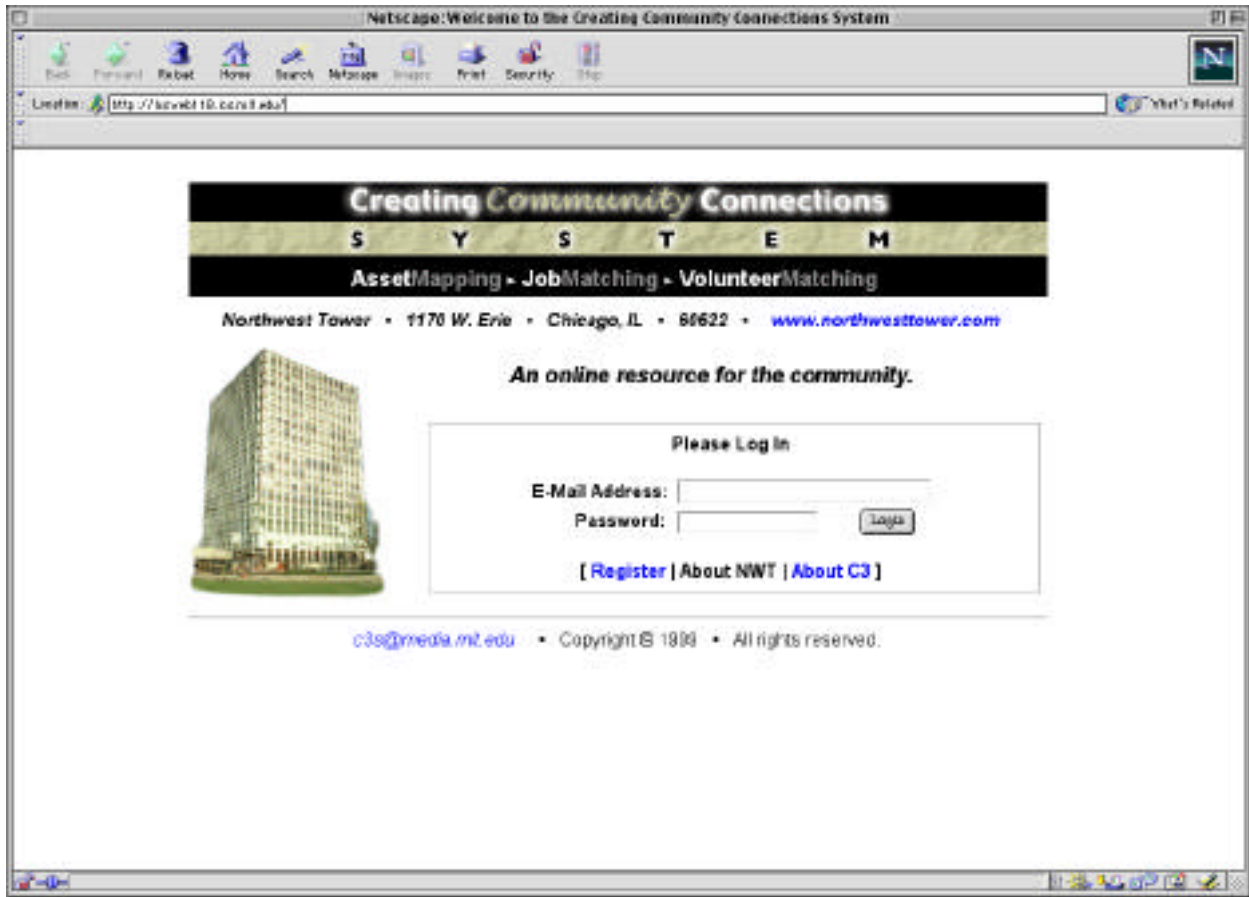 Netscape: Welcome to the Creating Community Connections System
Back Forward Reload Home Search Netscape Images Print Security Stop
Location: What's Related
Creating Community Connections
SYSTEM
AssetMapping ▸ JobMatching ▸ VolunteerMatching
Northwest Tower • 1170 W. Erie • Chicago, IL • 60622 • www.northwesttower.com
An online resource for the community.
Please Log In
E-Mail Address:
Password: Login
[ Register | About NWT | About C3 ]
c3s@media.mit.edu • Copyright © 1999 • All rights reserved.